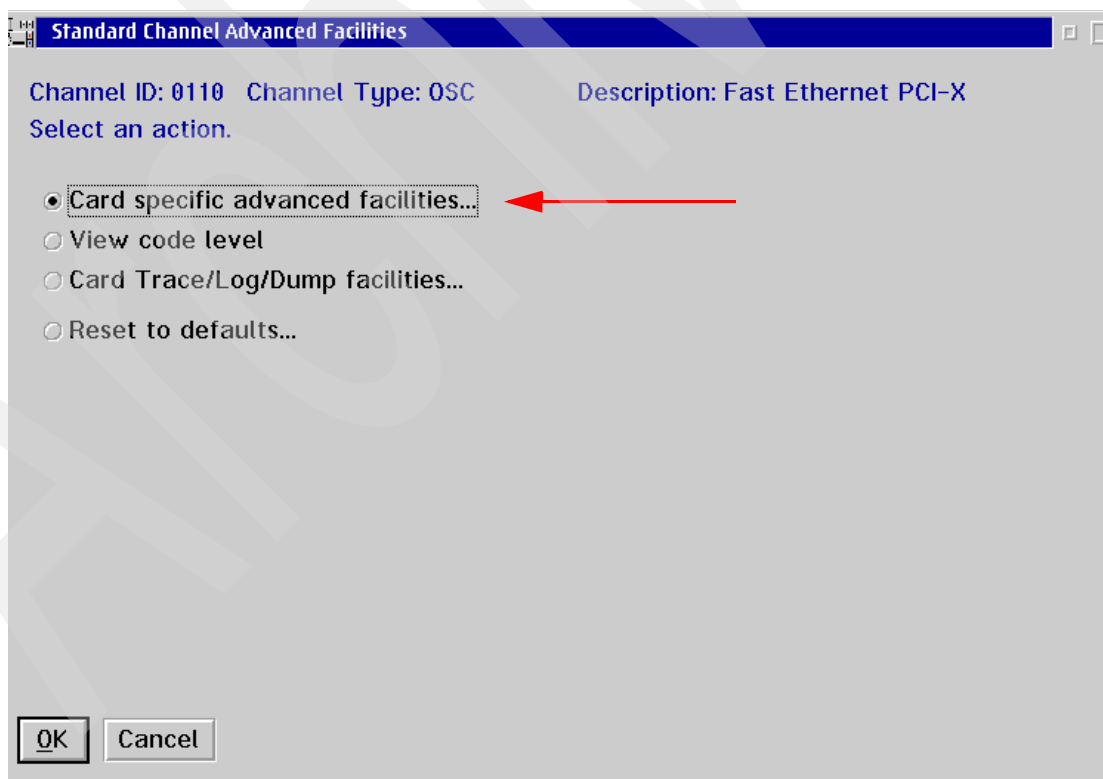 Standard Channel Advanced Facilities
Channel ID: 0110 Channel Type: OSC Description: Fast Ethernet PCI-X
Select an action.
Card specific advanced facilities...
View code level
Card Trace/Log/Dump facilities...
Reset to defaults...
OK Cancel